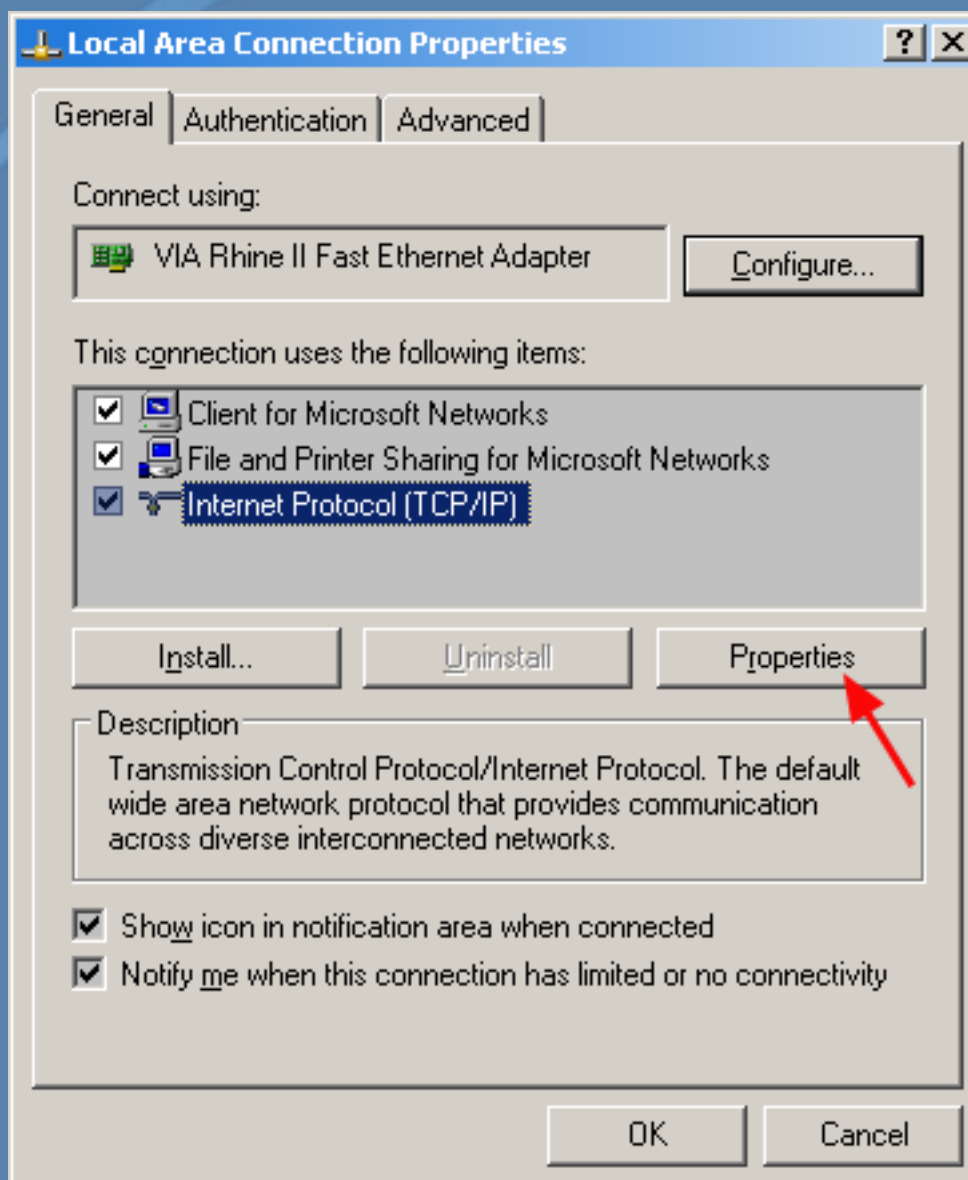 Local Area Connection Properties
General
Authentication
Advanced
Connect using:
VIA Rhine II Fast Ethernet Adapter
Configure...
This connection uses the following items:
Client for Microsoft Networks
File and Printer Sharing for Microsoft Networks
Internet Protocol (TCP/IP)
Install...
Uninstall
Properties
Description
Transmission Control Protocol/Internet Protocol. The default
wide area network protocol that provides communication
across diverse interconnected networks.
Show icon in notification area when connected
Notify me when this connection has limited or no connectivity
OK
Cancel